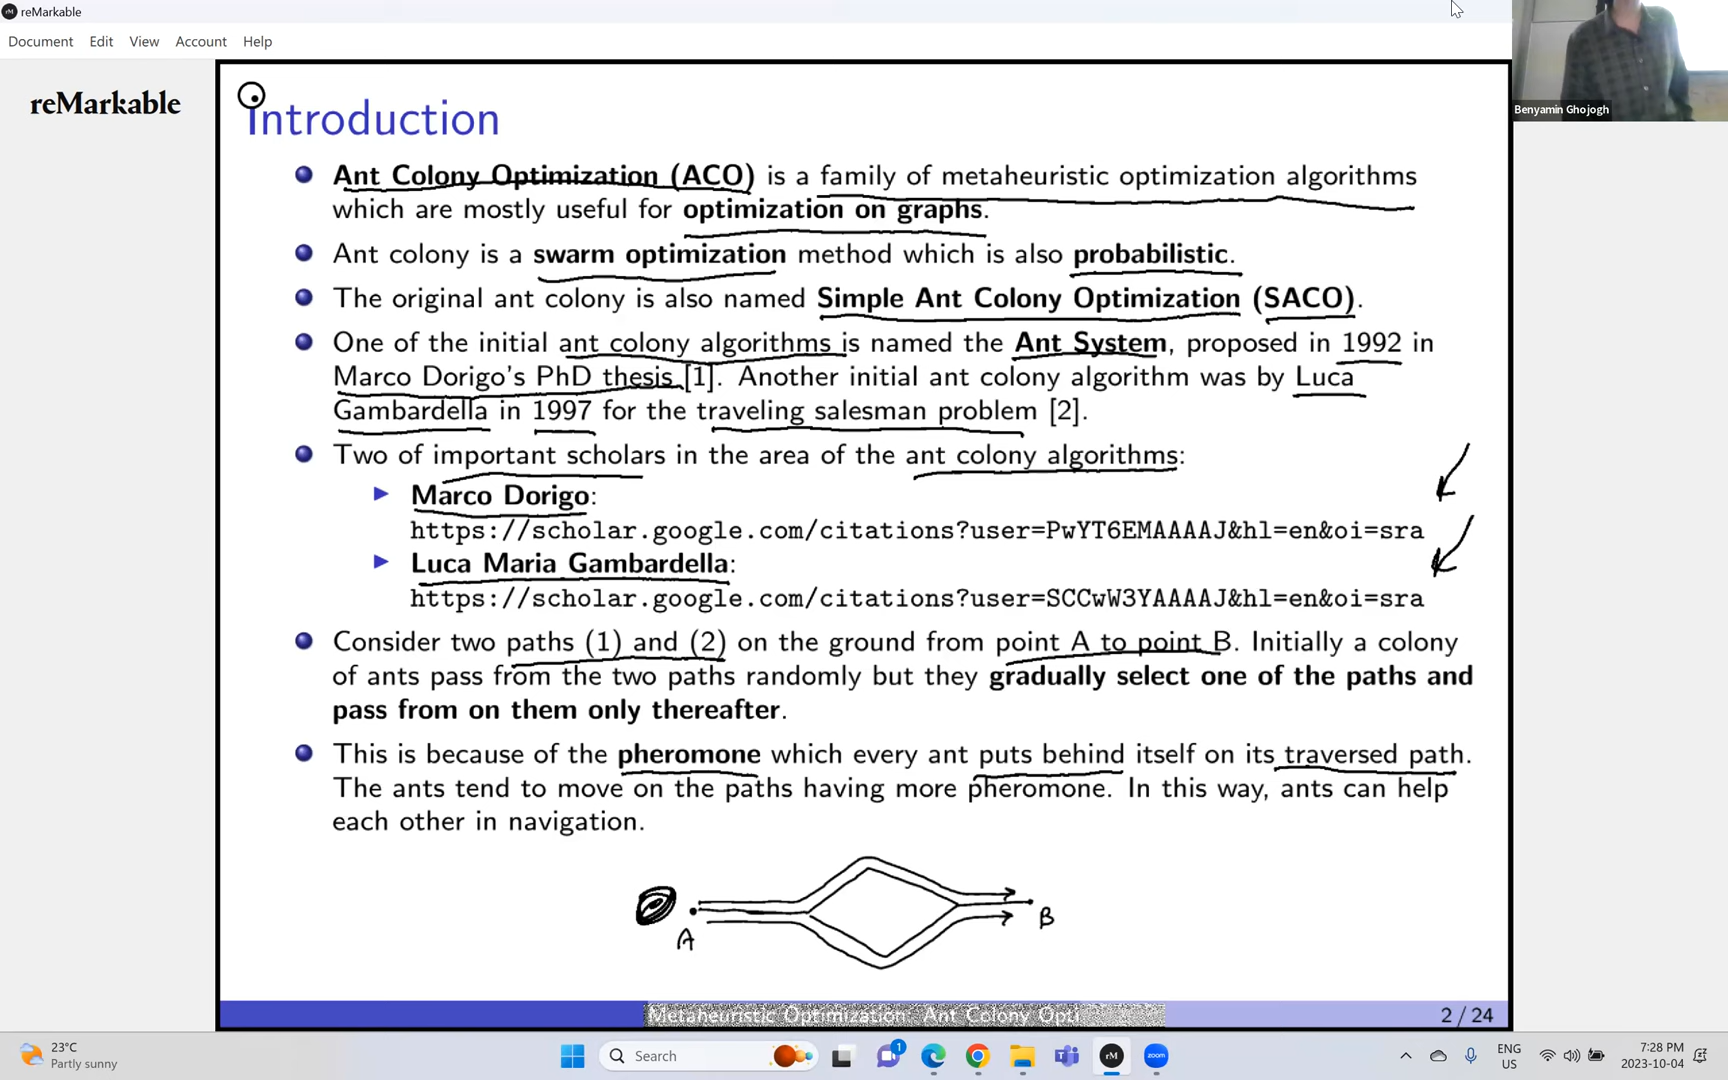 reMarkable
Document Edit View Account Help
reMarkable
Benyamin Ghojogh
Introduction
Ant Colony Optimization (ACO) is a family of metaheuristic optimization algorithms
which are mostly useful for optimization on graphs.
Ant colony is a swarm optimization method which is also probabilistic.
The original ant colony is also named Simple Ant Colony Optimization (SACO).
One of the initial ant colony algorithms is named the Ant System, proposed in 1992 in
Marco Dorigo's PhD thesis [1]. Another initial ant colony algorithm was by Luca
Gambardella in 1997 for the traveling salesman problem [2].
Two of important scholars in the area of the ant colony algorithms:
Marco Dorigo:
https://scholar.google.com/citations?user=PwYT6EMAAAAJ&hl=en&oi=sra
Luca Maria Gambardella:
https://scholar.google.com/citations?user=SCCwW3YAAAAJ&hl=en&oi=sra
Consider two paths (1) and (2) on the ground from point A to point B. Initially a colony
of ants pass from the two paths randomly but they gradually select one of the paths and
pass from on them only thereafter.
This is because of the pheromone which every ant puts behind itself on its traversed path.
The ants tend to move on the paths having more pheromone. In this way, ants can help
each other in navigation.
A B
Metaheuristic Optimization: Ant Colony Opti
2 / 24
23°C
Partly sunny
Search
1
rM
zoom
ENG
US
7:28 PM
2023-10-04